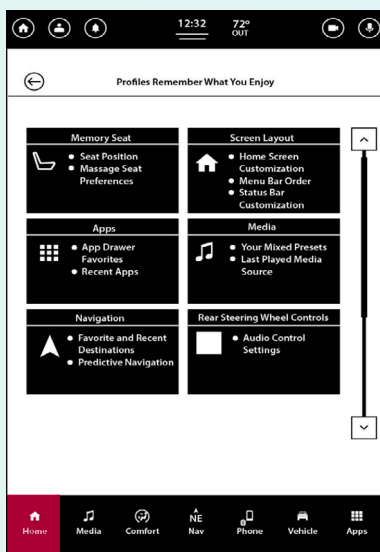 12:32
72º
OUT
Profiles Remember What You Enjoy
Memory Seat
Seat Position
Massage Seat
Preferences
Screen Layout
Home Screen
Customization
Menu Bar Order
Status Bar
Customization
Apps
App Drawer
Favorites
Recent Apps
Media
Your Mixed Presets
Last Played Media
Source
Navigation
Favorite and Recent
Destinations
Predictive Navigation
Rear Steering Wheel Controls
Audio Control
Settings
Home
Media
Comfort
NE
Nav
Phone
Vehicle
Apps